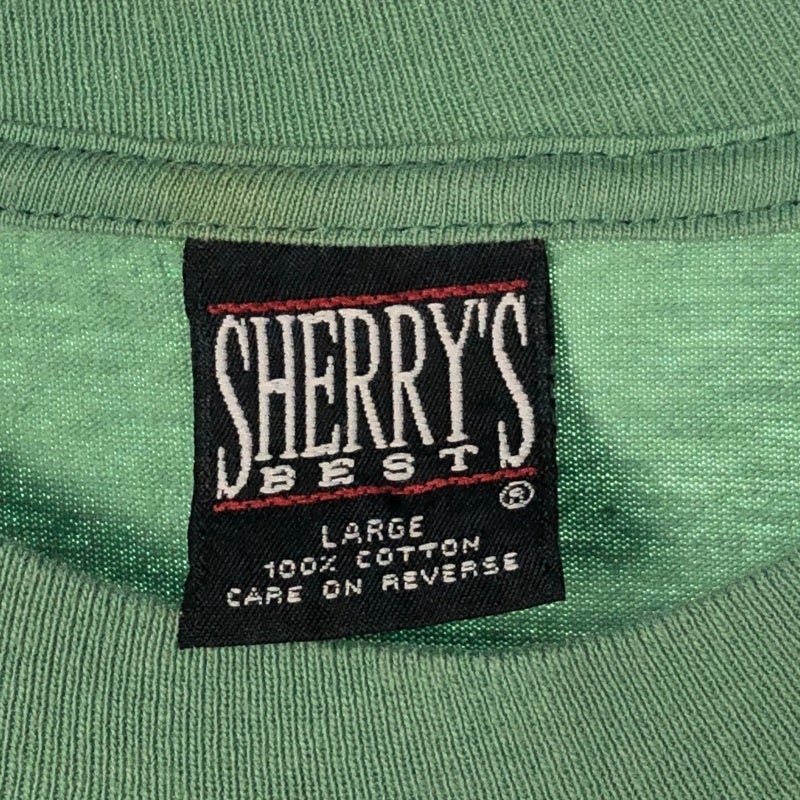 SHERRY'S
BEST
®
LARGE
100% COTTON
CARE ON REVERSE